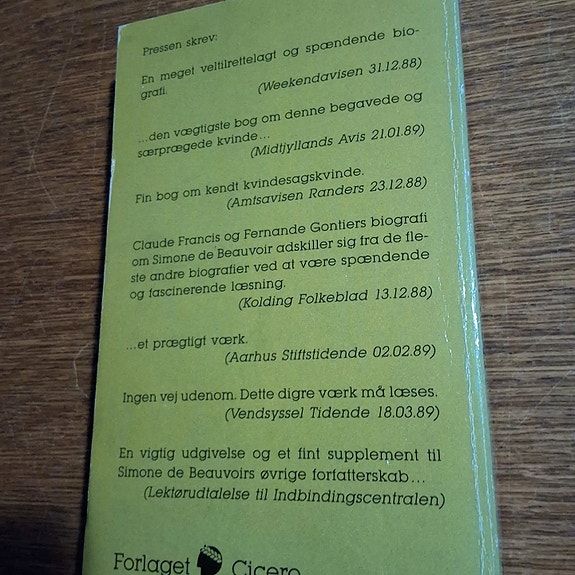 Pressen skrev:
En meget veltilrettelagt og spændende bio-
grafi.
(Weekendavisen 31.12.88)
...den vægtigste bog om denne begavede og
særprægede kvinde...
(Midtjyllands Avis 21.01.89)
Fin bog om kendt kvindesagskvinde.
(Amtsavisen Randers 23.12.88)
Claude Francis og Fernande Gontiers biografi
om Simone de Beauvoir adskiller sig fra de fle-
ste andre biografier ved at være spændende
og fascinerende læsning.
(Kolding Folkeblad 13.12.88)
...et prægtigt værk.
(Aarhus Stiftstidende 02.02.89)
Ingen vej udenom. Dette digre værk må læses.
(Vendsyssel Tidende 18.03.89)
En vigtig udgivelse og et fint supplement til
Simone de Beauvoirs øvrige forfatterskab...
(Lektørudtalelse til Indbindingscentralen)
Forlaget Cicero